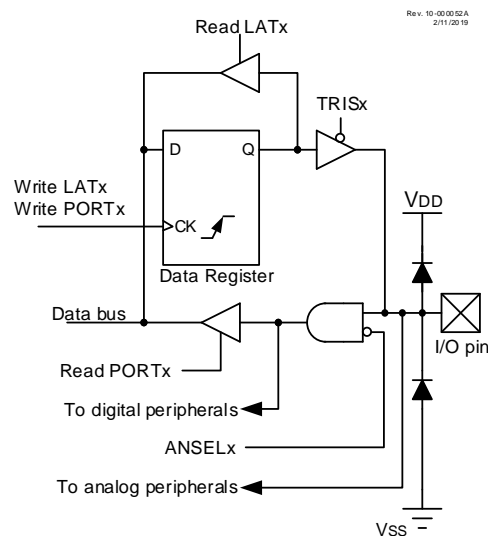 Rev. 10-000052A
2/11/2019
Read LATx
TRISx
D
Q
Write LATx
Write PORTx
CK
VDD
Data Register
Data bus
I/O pin
Read PORTx
To digital peripherals
ANSELx
To analog peripherals
VSS